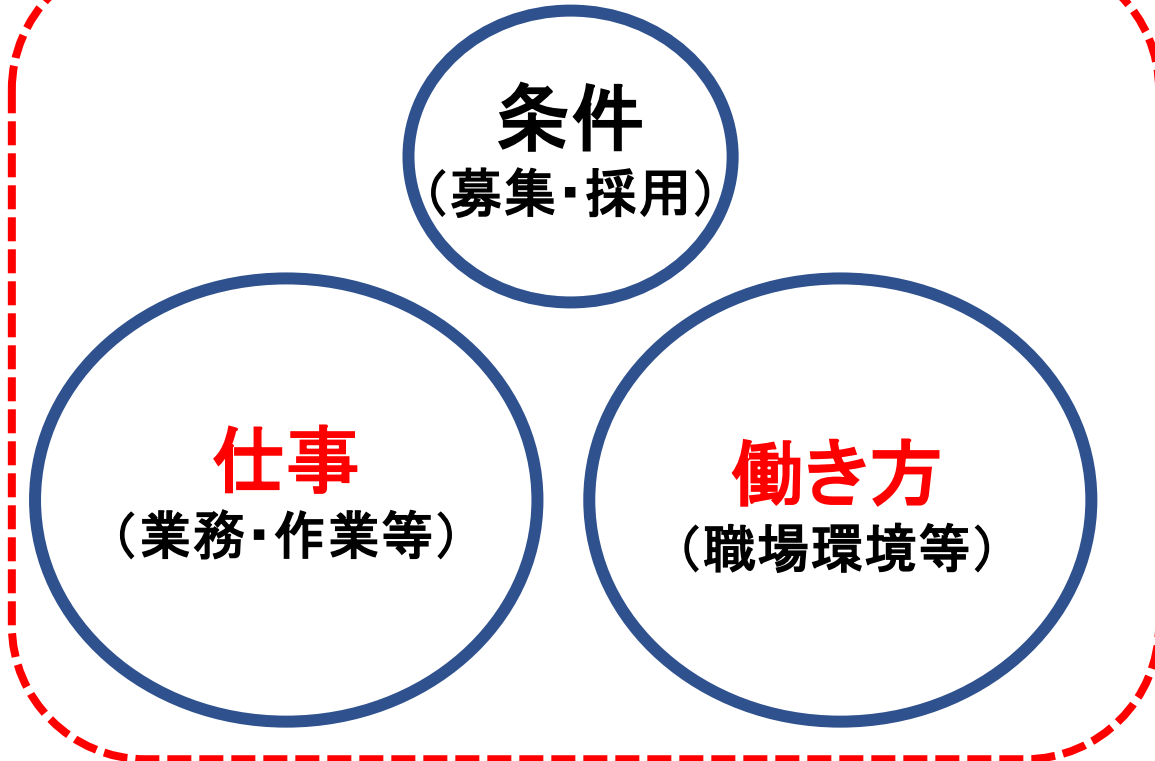 条件
（募集・採用）
仕事
（業務・作業等）
働き方
（職場環境等）